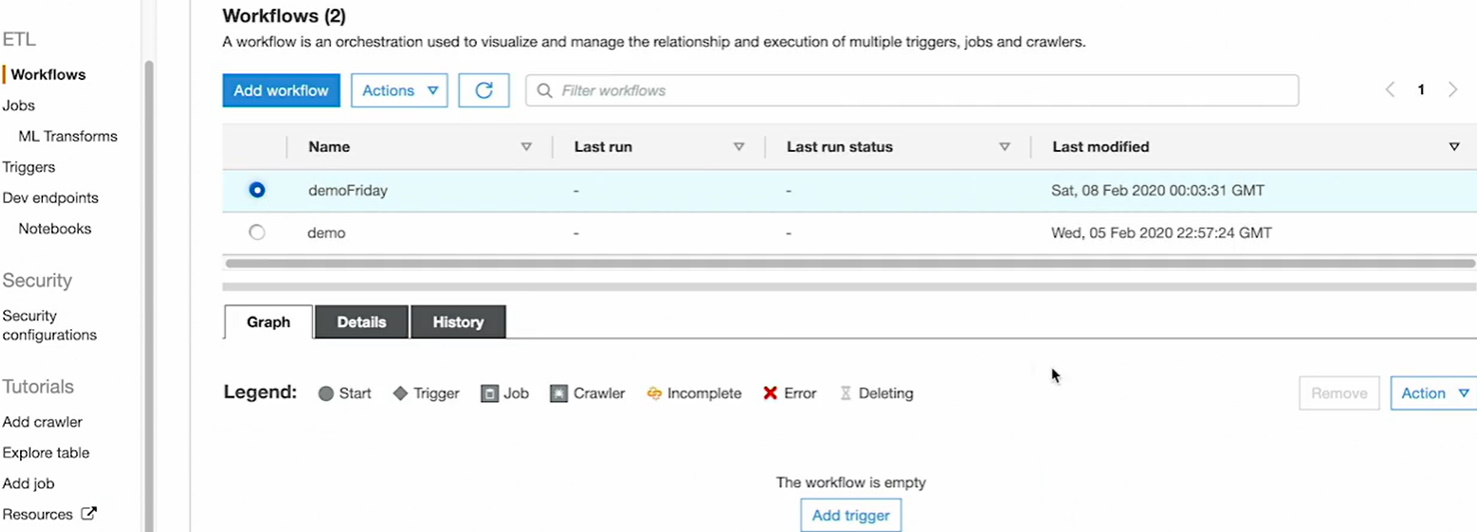 ETL
Workflows
Jobs
ML Transforms
Triggers
Dev endpoints
Notebooks
Security
Security
configurations
Tutorials
Add crawler
Explore table
Add job
Resources
Workflows (2)
A workflow is an orchestration used to visualize and manage the relationship and execution of multiple triggers, jobs and crawlers.
Add workflow Actions Filter workflows 1
Name Last run Last run status Last modified
demoFriday - - Sat, 08 Feb 2020 00:03:31 GMT
demo - - Wed, 05 Feb 2020 22:57:24 GMT
Graph Details History
Legend: Start Trigger Job Crawler Incomplete Error Deleting Remove Action
The workflow is empty
Add trigger